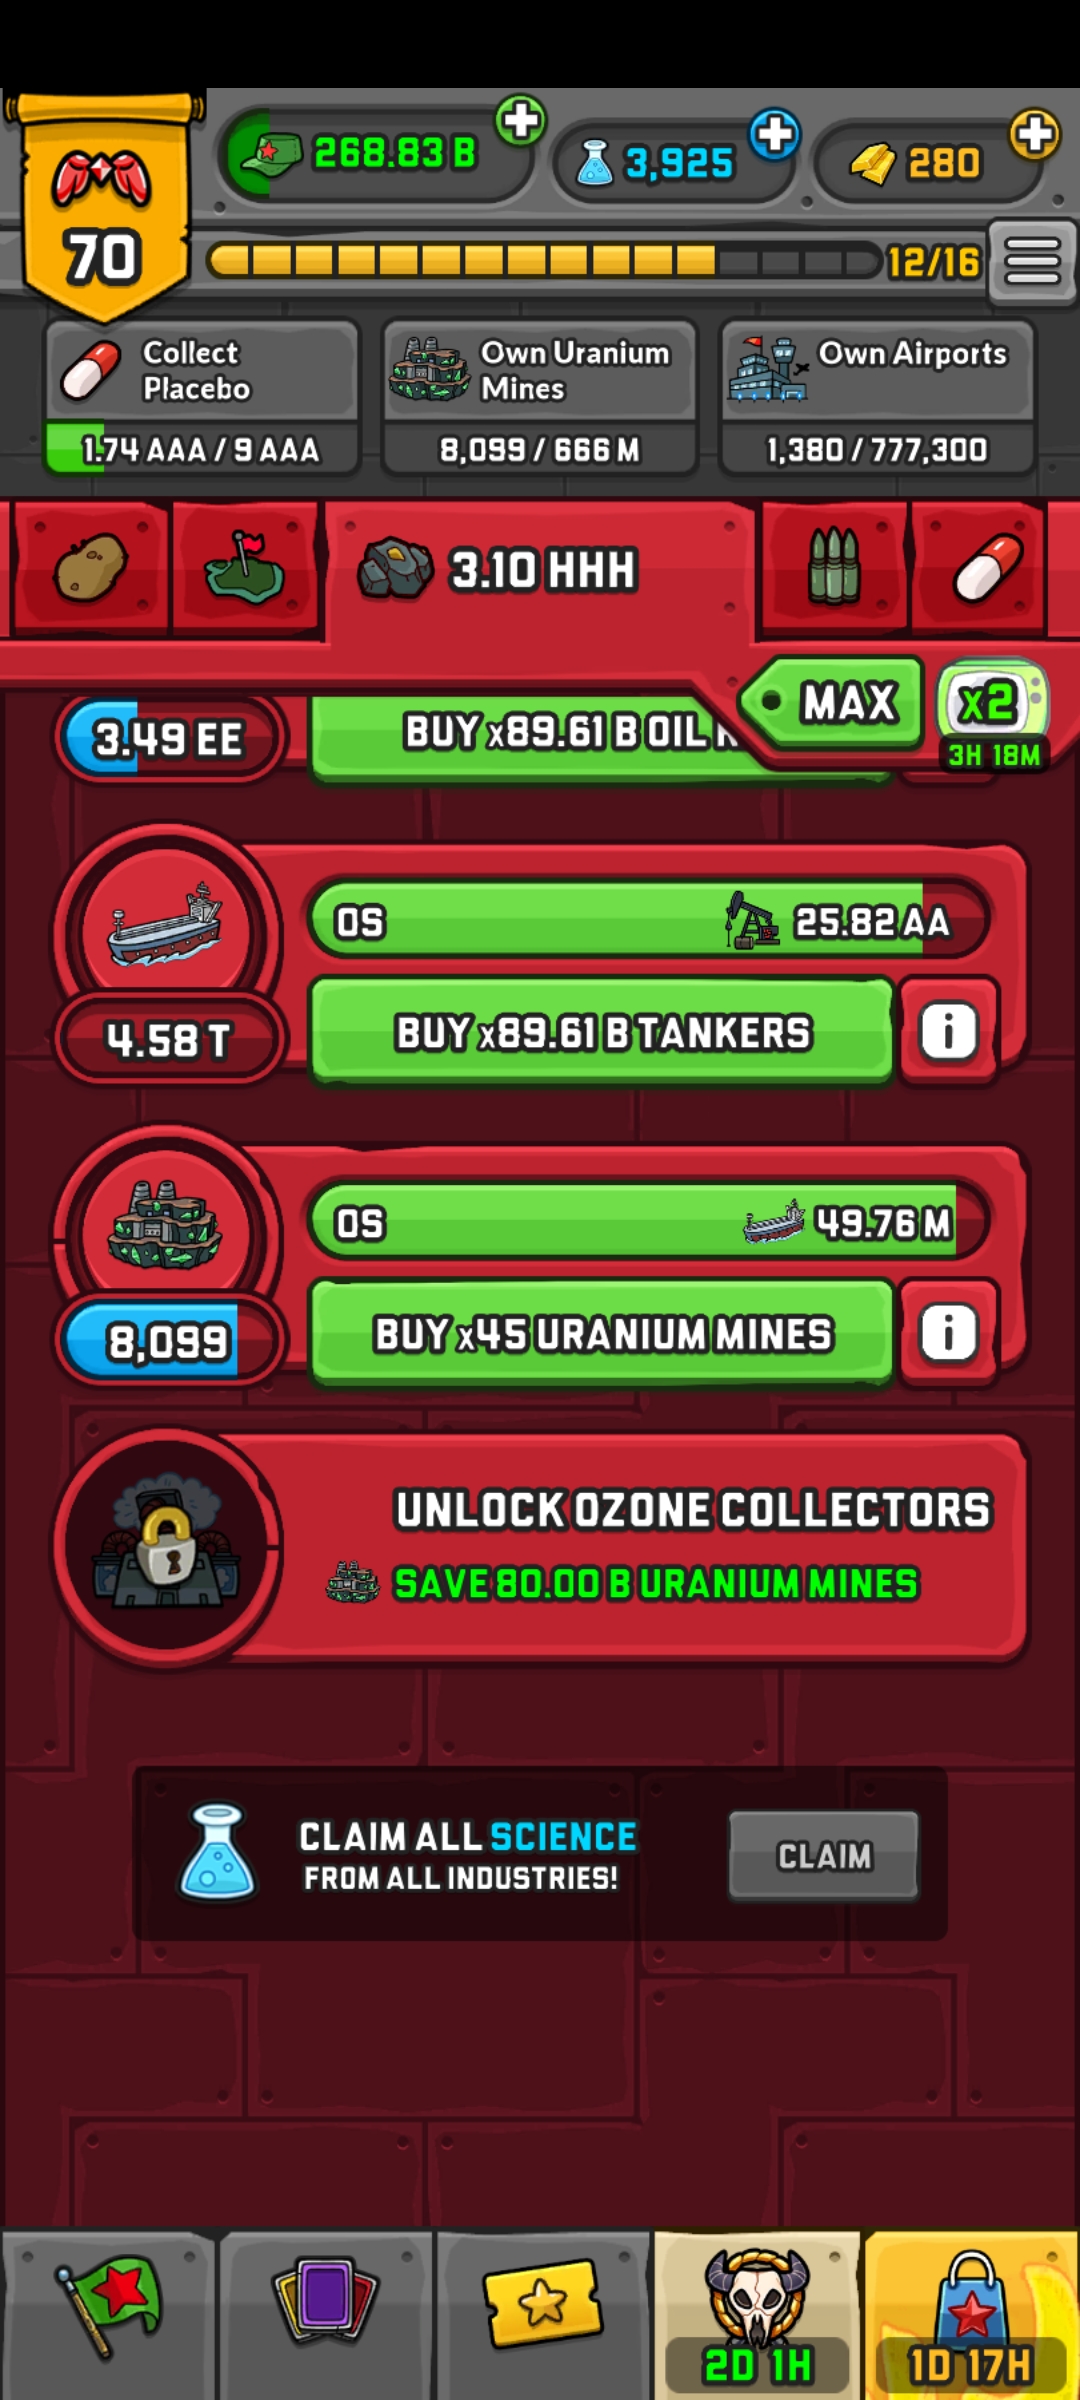 268.83 B
3,925
280
70
12/16
Collect
Placebo
1.74 AAA / 9 AAA
Own Uranium
Mines
8,099 / 666 M
Own Airports
1,380 / 777,300
3.10 HHH
MAX
x2
3H 18M
3.49 EE
BUY x89.61 B OIL
0S
25.82 AA
4.58 T
BUY x89.61 B TANKERS
i
0S
49.76 M
8,099
BUY x45 URANIUM MINES
i
UNLOCK OZONE COLLECTORS
SAVE 80.00 B URANIUM MINES
CLAIM ALL SCIENCE
FROM ALL INDUSTRIES!
CLAIM
2D 1H
1D 17H